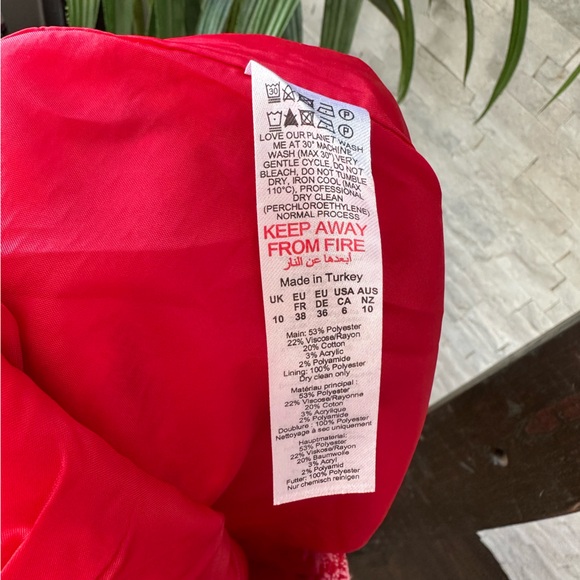 30 P
P
LOVE OUR PLANET WASH
ME AT 30° MACHINE
WASH (MAX 30°) VERY
GENTLE CYCLE, DO NOT
BLEACH, DO NOT TUMBLE
DRY, IRON COOL (MAX
110°C), PROFESSIONAL
DRY CLEAN
(PERCHLOROETHYLENE)
NORMAL PROCESS
KEEP AWAY
FROM FIRE
أبعدها عن النار
Made in Turkey
UK EU EU USA AUS
FR DE CA NZ
10 38 36 6 10
Main: 53% Polyester
22% Viscose/Rayon
20% Cotton
3% Acrylic
2% Polyamide
Lining: 100% Polyester
Dry clean only
Matériau principal :
53% Polyester
22% Viscose/Rayonne
20% Coton
3% Acrylique
2% Polyamide
Doublure : 100% Polyester
Nettoyage à sec uniquement
Hauptmaterial:
53% Polyester
22% Viskose/Rayon
20% Baumwolle
3% Acryl
2% Polyamid
Futter: 100% Polyester
Nur chemisch reinigen